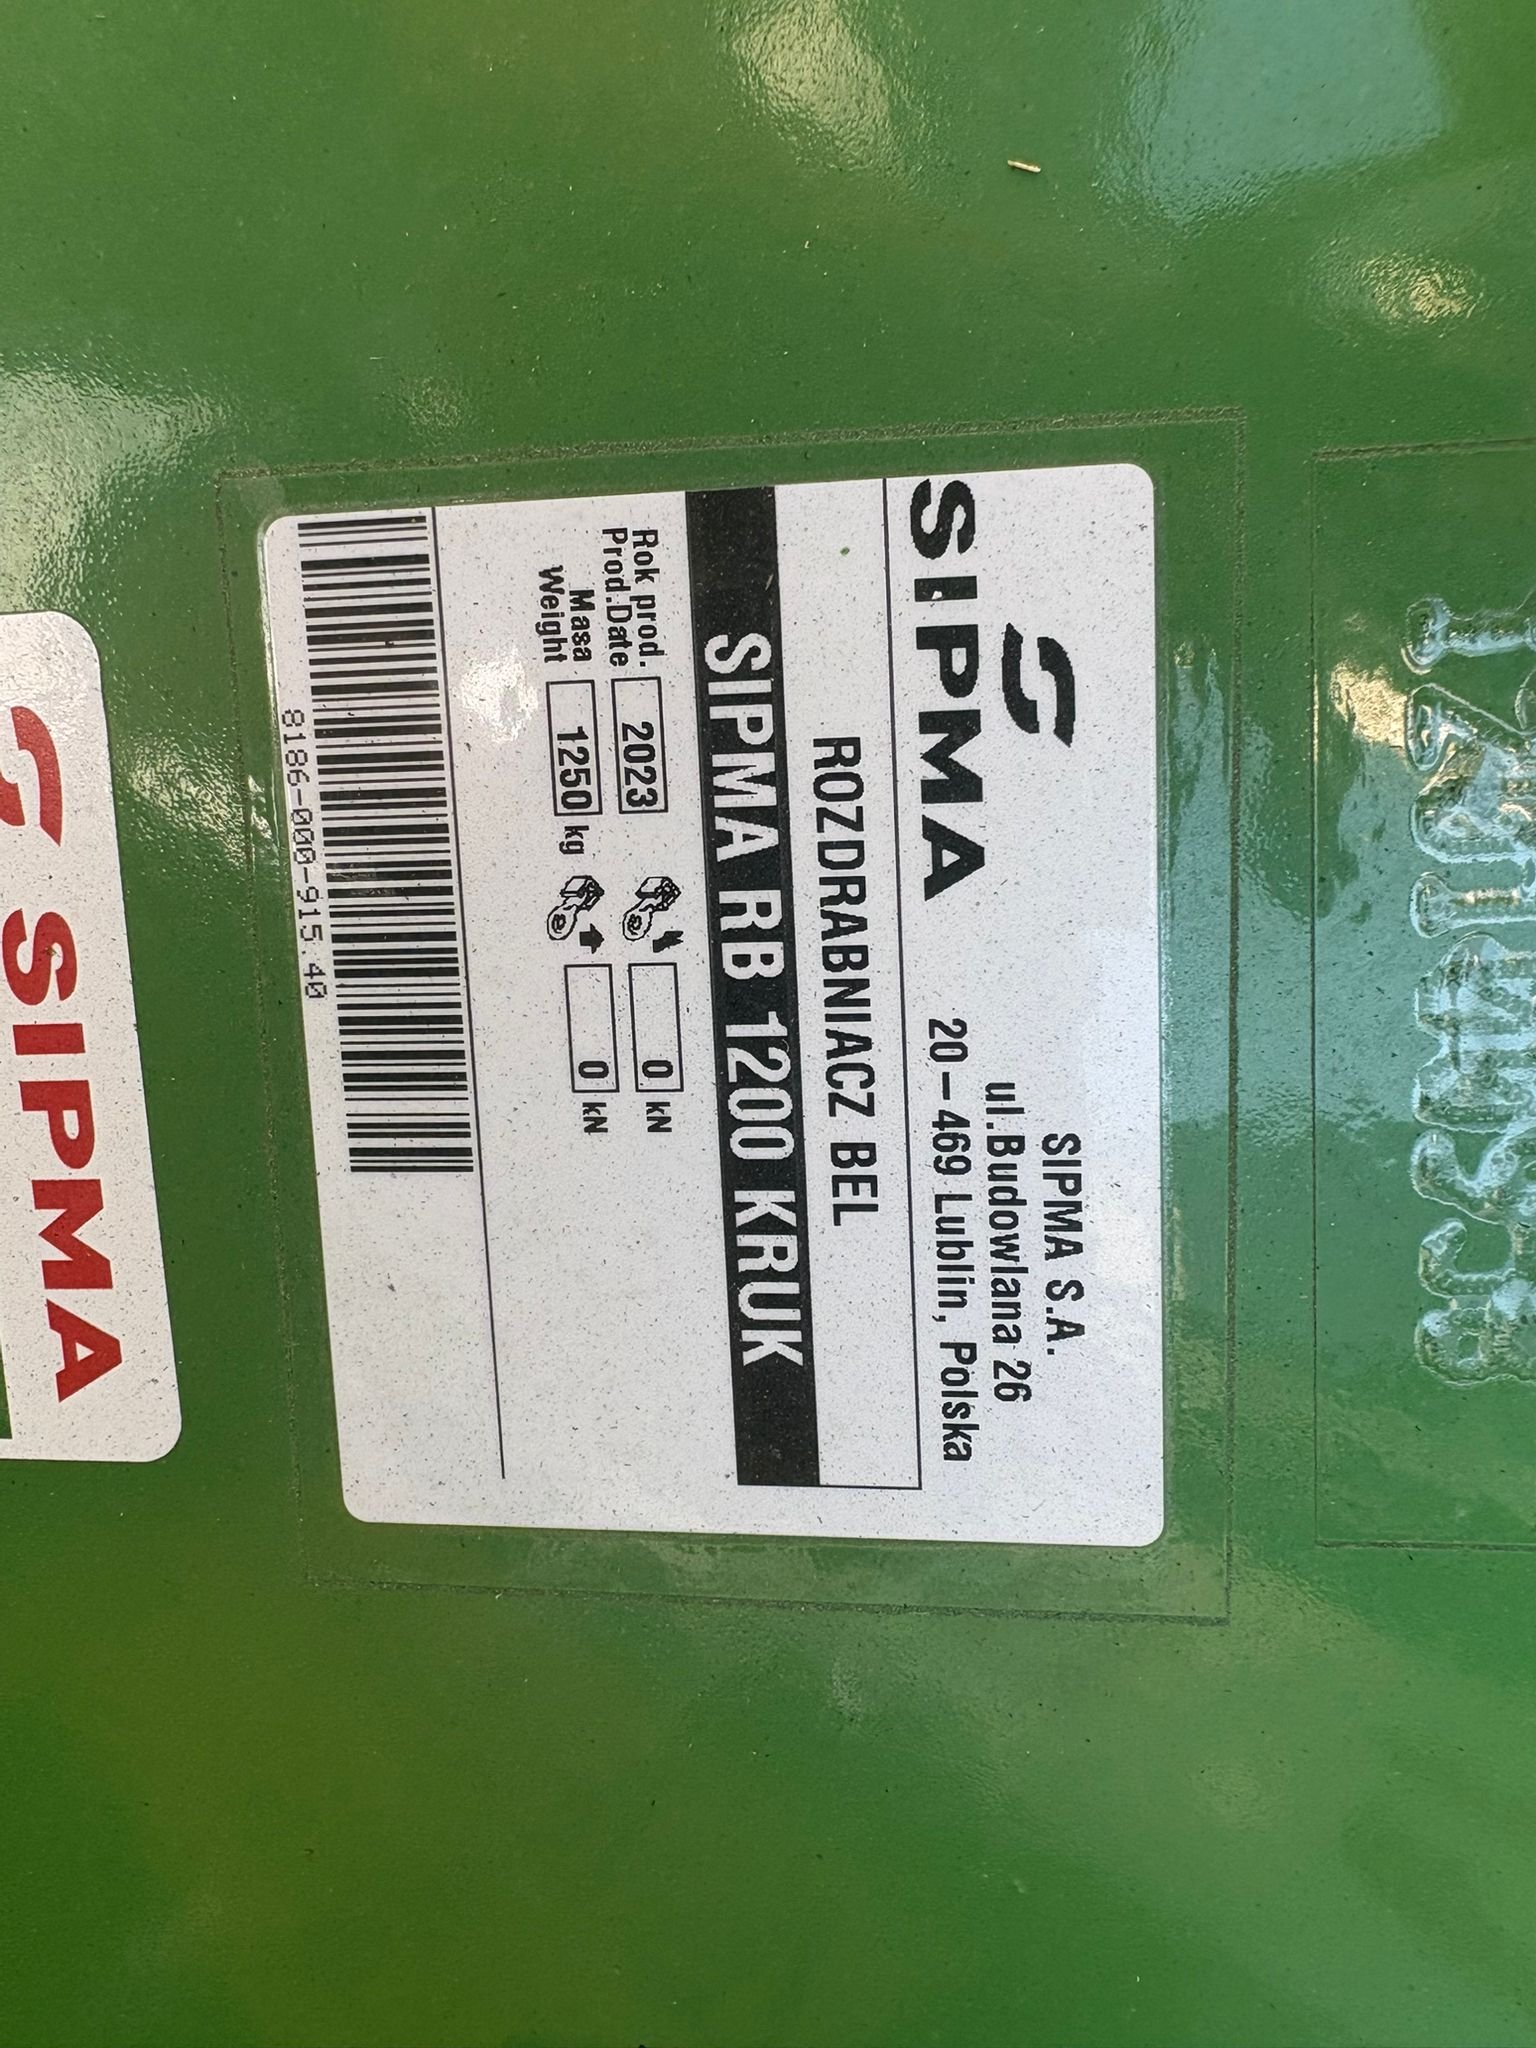 SIPMA
SIPMA S.A.
ul.Budowlana 26
20-469 Lublin, Polska
ROZDRABNIACZ BEL
SIPMA RB 1200 KRUK
Rok prod.
Prod.Date
2023
0 kN
Masa
Weight
1250 kg
0 kN
8186-000-915.40
SIPMA